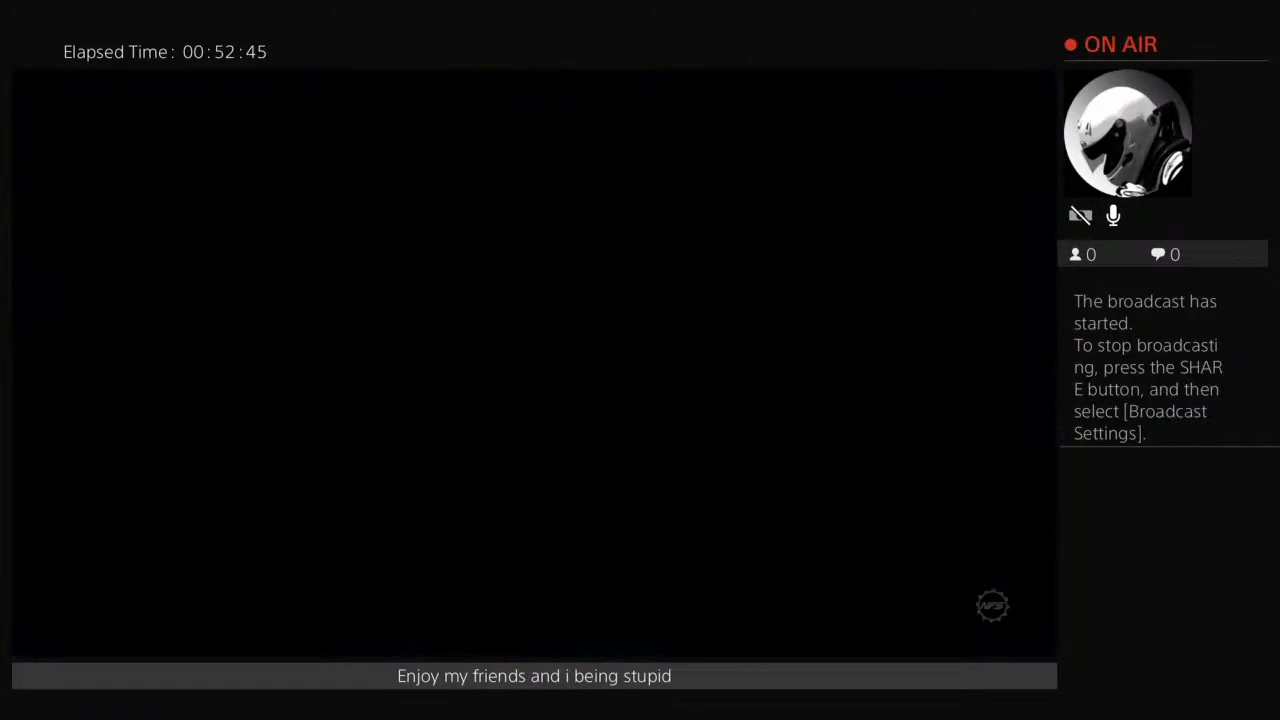 Elapsed Time: 00:52:45
ON AIR
0 0
The broadcast has
started.
To stop broadcasti
ng, press the SHAR
E button, and then
select [Broadcast
Settings].
NFS
Enjoy my friends and i being stupid